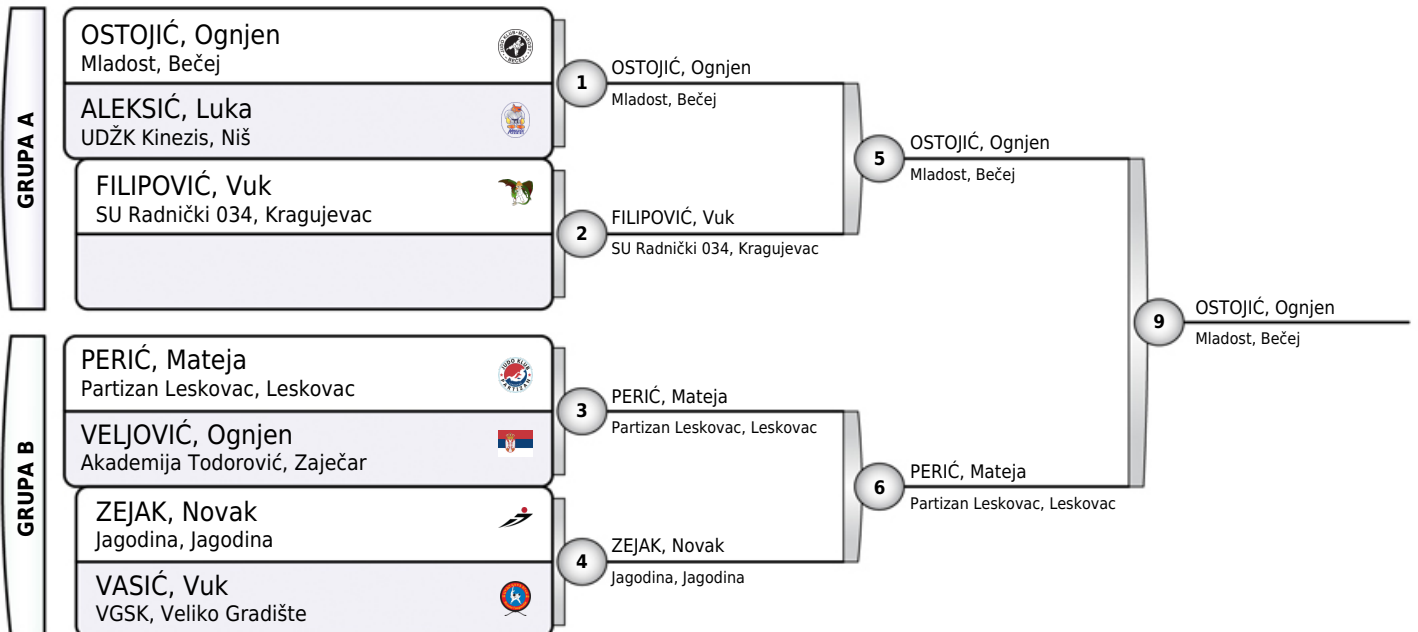 GRUPA A
OSTOJIĆ, Ognjen
Mladost, Bečej
ALEKSIĆ, Luka
UDŽK Kinezis, Niš
FILIPOVIĆ, Vuk
SU Radnički 034, Kragujevac
1
OSTOJIĆ, Ognjen
Mladost, Bečej
2
FILIPOVIĆ, Vuk
SU Radnički 034, Kragujevac
5
OSTOJIĆ, Ognjen
Mladost, Bečej
GRUPA B
PERIĆ, Mateja
Partizan Leskovac, Leskovac
VELJOVIĆ, Ognjen
Akademija Todorović, Zaječar
ZEJAK, Novak
Jagodina, Jagodina
VASIĆ, Vuk
VGSK, Veliko Gradište
3
PERIĆ, Mateja
Partizan Leskovac, Leskovac
4
ZEJAK, Novak
Jagodina, Jagodina
6
PERIĆ, Mateja
Partizan Leskovac, Leskovac
9
OSTOJIĆ, Ognjen
Mladost, Bečej